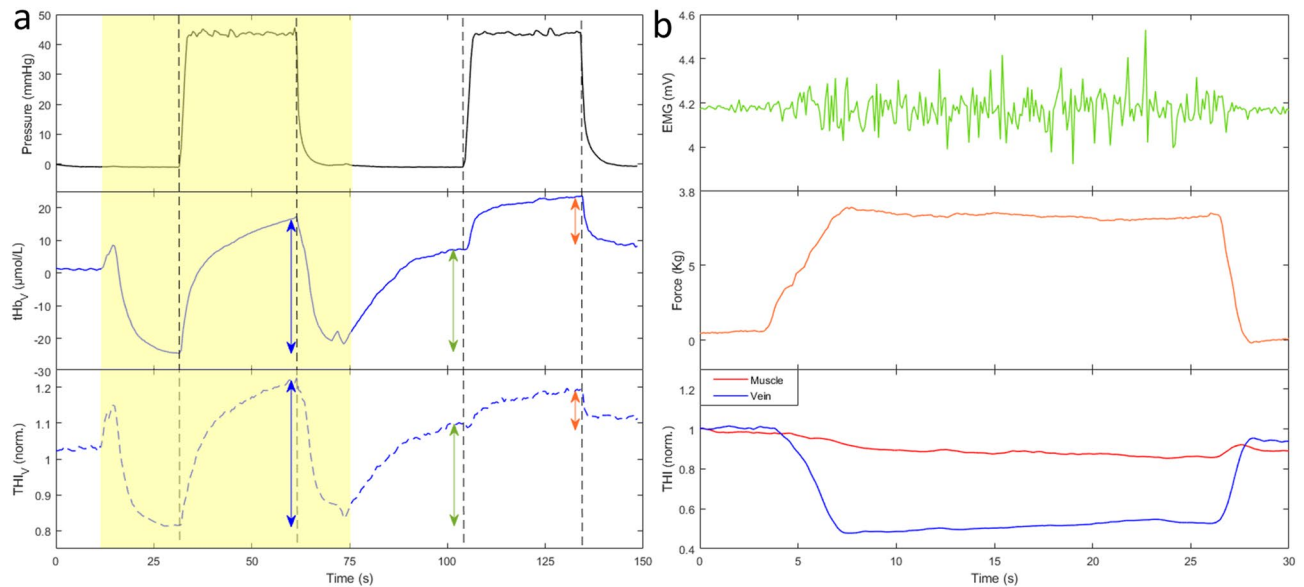 a
50
40
30
20
10
0
Pressure (mmHg)
20
10
0
-10
-20
-30
tHbV (µmol/L)
1.2
1.1
1
0.9
0.8
THIV (norm.)
0 25 50 75 100 125 150
Time (s)
b
4.6
4.4
4.2
4
3.8
EMG (mV)
5
0
Force (Kg)
Muscle
Vein
1.2
1
0.8
0.6
0.4
THI (norm.)
0 5 10 15 20 25 30
Time (s)